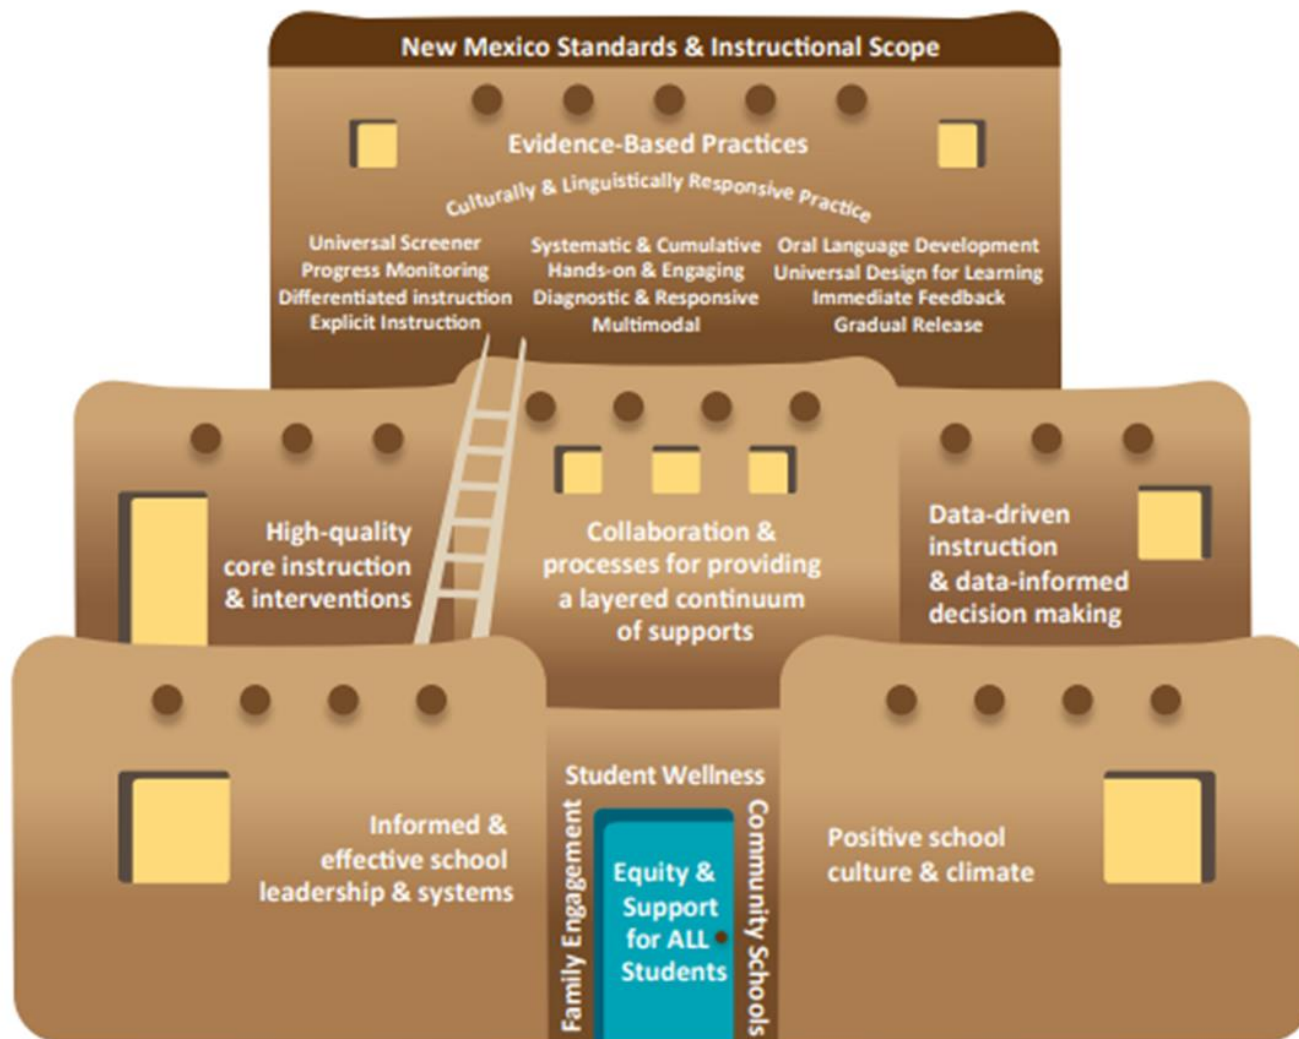 New Mexico Standards & Instructional Scope
Evidence-Based Practices
Culturally & Linguistically Responsive Practice
Universal Screener
Progress Monitoring
Differentiated instruction
Explicit Instruction
Systematic & Cumulative
Hands-on & Engaging
Diagnostic & Responsive
Multimodal
Oral Language Development
Universal Design for Learning
Immediate Feedback
Gradual Release
High-quality
core instruction
& interventions
Collaboration &
processes for providing
a layered continuum
of supports
Data-driven
instruction
& data-informed
decision making
Informed &
effective school
leadership & systems
Student Wellness
Family Engagement
Equity &
Support
for ALL
Students
Community Schools
Positive school
culture & climate